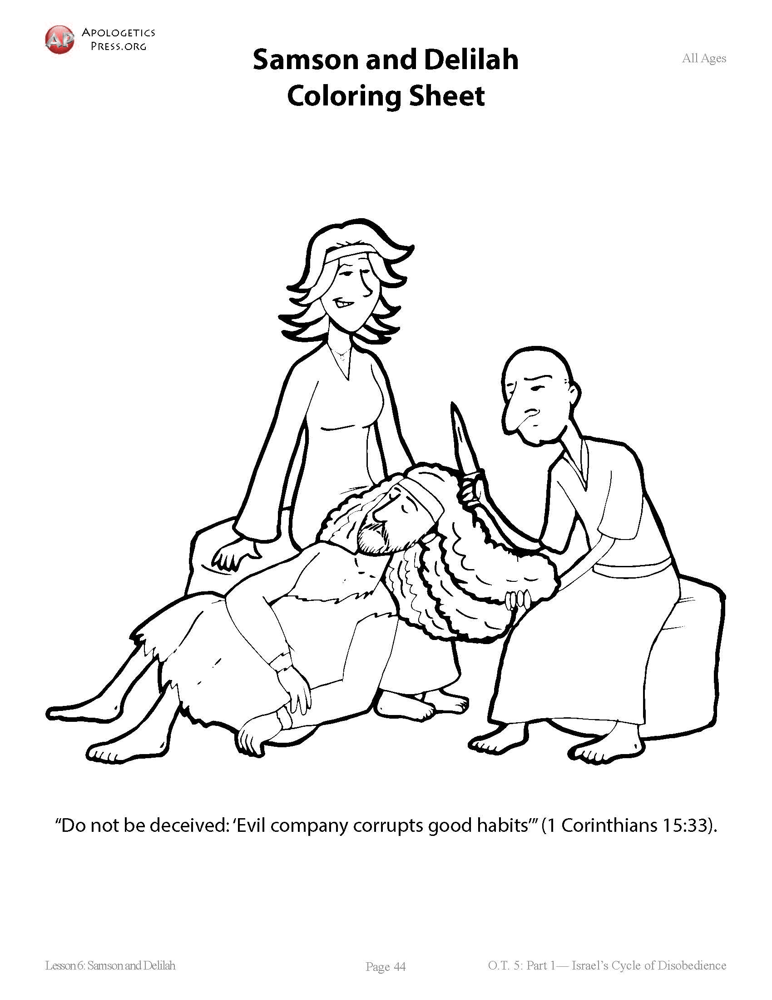 AP
APOLOGETICS
PRESS.ORG
Samson and Delilah
Coloring Sheet
All Ages
“Do not be deceived: ‘Evil company corrupts good habits’” (1 Corinthians 15:33).
Lesson 6: Samson and Delilah
Page 44
O.T. 5: Part 1— Israel’s Cycle of Disobedience